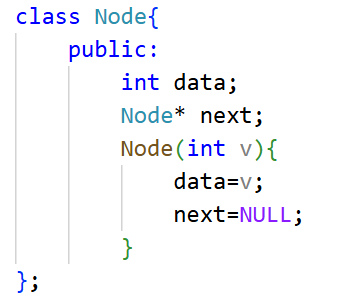 class Node{
    public:
        int data;
        Node* next;
        Node(int v){
            data=v;
            next=NULL;
        }
};